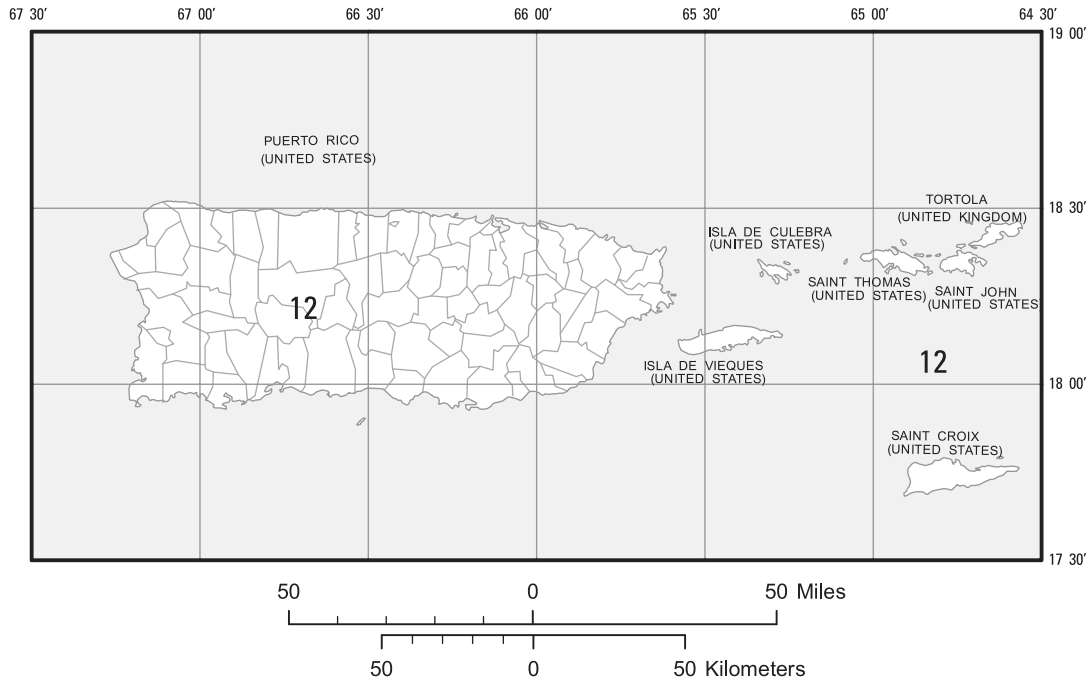 67 30′ 67 00′ 66 30′ 66 00′ 65 30′ 65 00′ 64 30′
19 00′
PUERTO RICO
(UNITED STATES)
TORTOLA
(UNITED KINGDOM)
18 30′
ISLA DE CULEBRA
(UNITED STATES)
SAINT THOMAS
(UNITED STATES)
SAINT JOHN
(UNITED STATES)
12
12
ISLA DE VIEQUES
(UNITED STATES)
18 00′
SAINT CROIX
(UNITED STATES)
17 30′
50 0 50 Miles
50 0 50 Kilometers